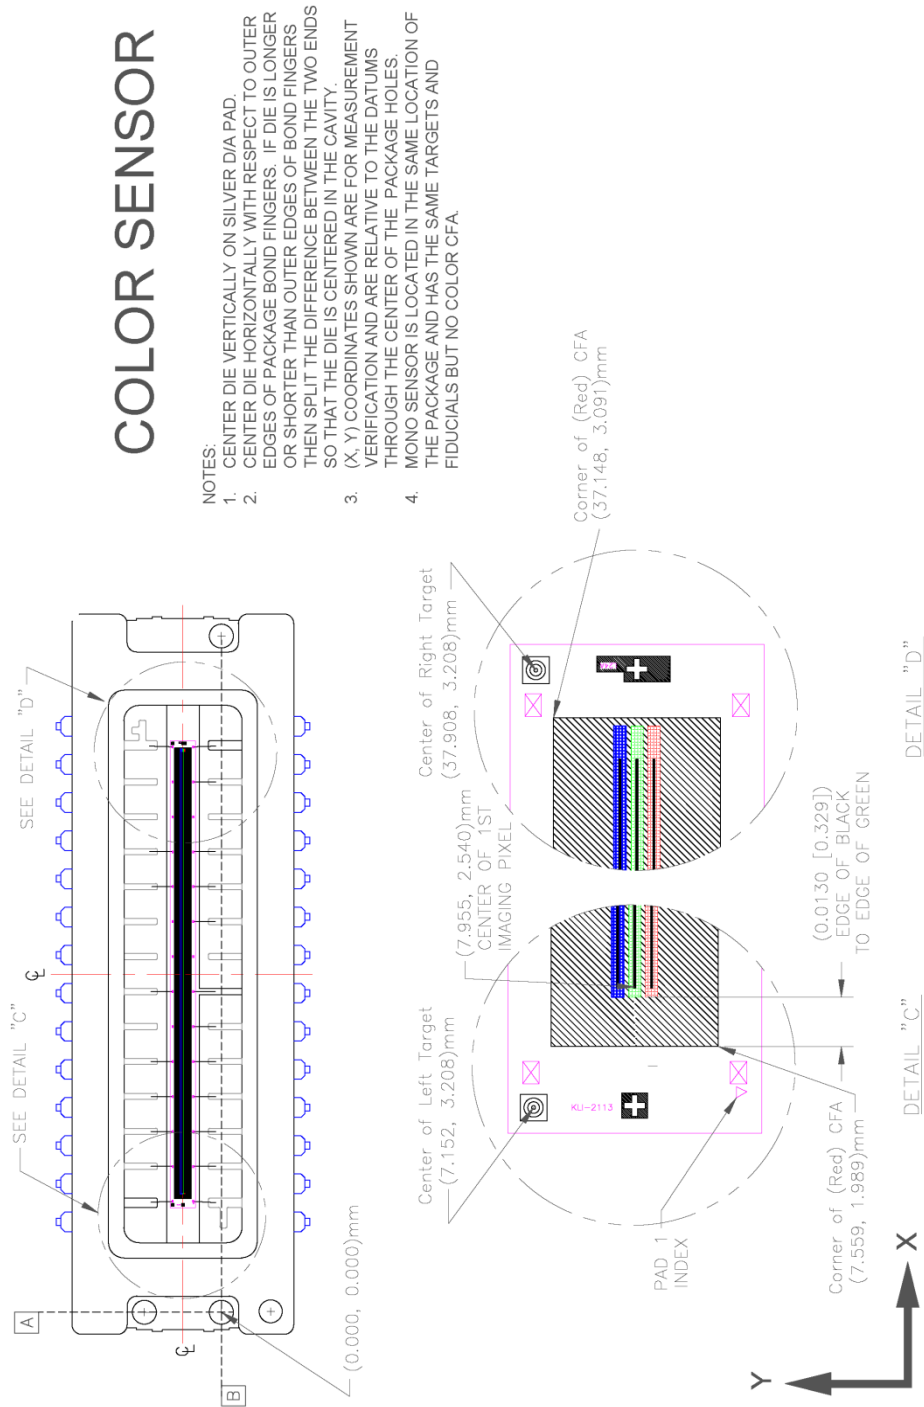 COLOR SENSOR
NOTES:
1. CENTER DIE VERTICALLY ON SILVER D/A PAD.
2. CENTER DIE HORIZONTALLY WITH RESPECT TO OUTER
EDGES OF PACKAGE BOND FINGERS. IF DIE IS LONGER
OR SHORTER THAN OUTER EDGES OF BOND FINGERS
THEN SPLIT THE DIFFERENCE BETWEEN THE TWO ENDS
SO THAT THE DIE IS CENTERED IN THE CAVITY.
3. (X, Y) COORDINATES SHOWN ARE FOR MEASUREMENT
VERIFICATION AND ARE RELATIVE TO THE DATUMS
THROUGH THE CENTER OF THE PACKAGE HOLES.
4. MONO SENSOR IS LOCATED IN THE SAME LOCATION OF
THE PACKAGE AND HAS THE SAME TARGETS AND
FIDUCIALS BUT NO COLOR CFA.
SEE DETAIL "C"
SEE DETAIL "D"
A
B
(0.000, 0.000)mm
Center of Left Target
(7.152, 3.208)mm
(7.955, 2.540)mm
CENTER OF 1ST
IMAGING PIXEL
Center of Right Target
(37.908, 3.208)mm
Corner of (Red) CFA
(37.148, 3.091)mm
KLI-2113
PAD 1
INDEX
Corner of (Red) CFA
(7.559, 1.989)mm
(0.0130 [0.329])
EDGE OF BLACK
TO EDGE OF GREEN
DETAIL "C"
DETAIL "D"
Y
X